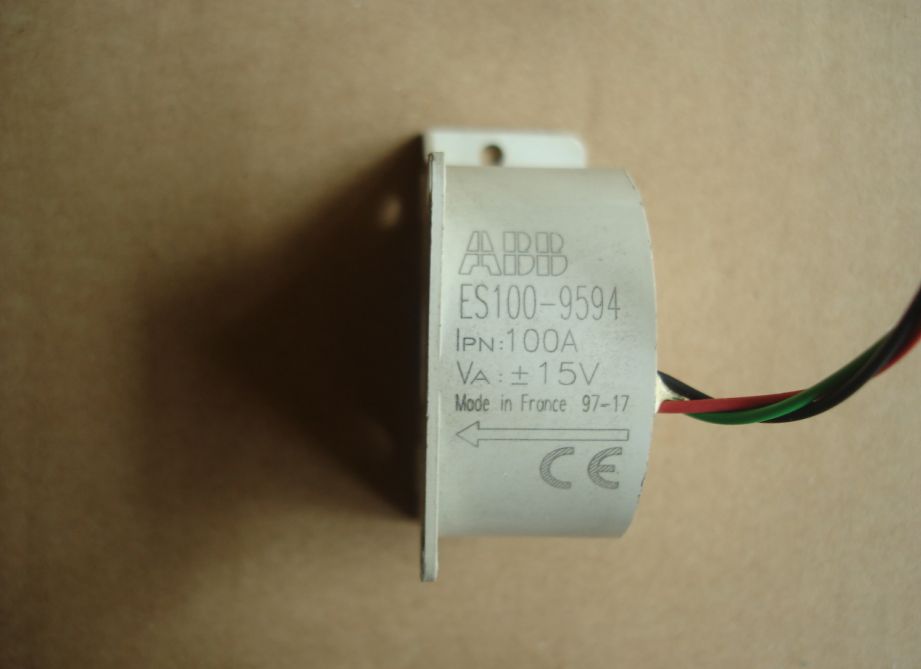 ABB
ES100-9594
IPN:100A
VA:±15V
Made in France 97-17
CE